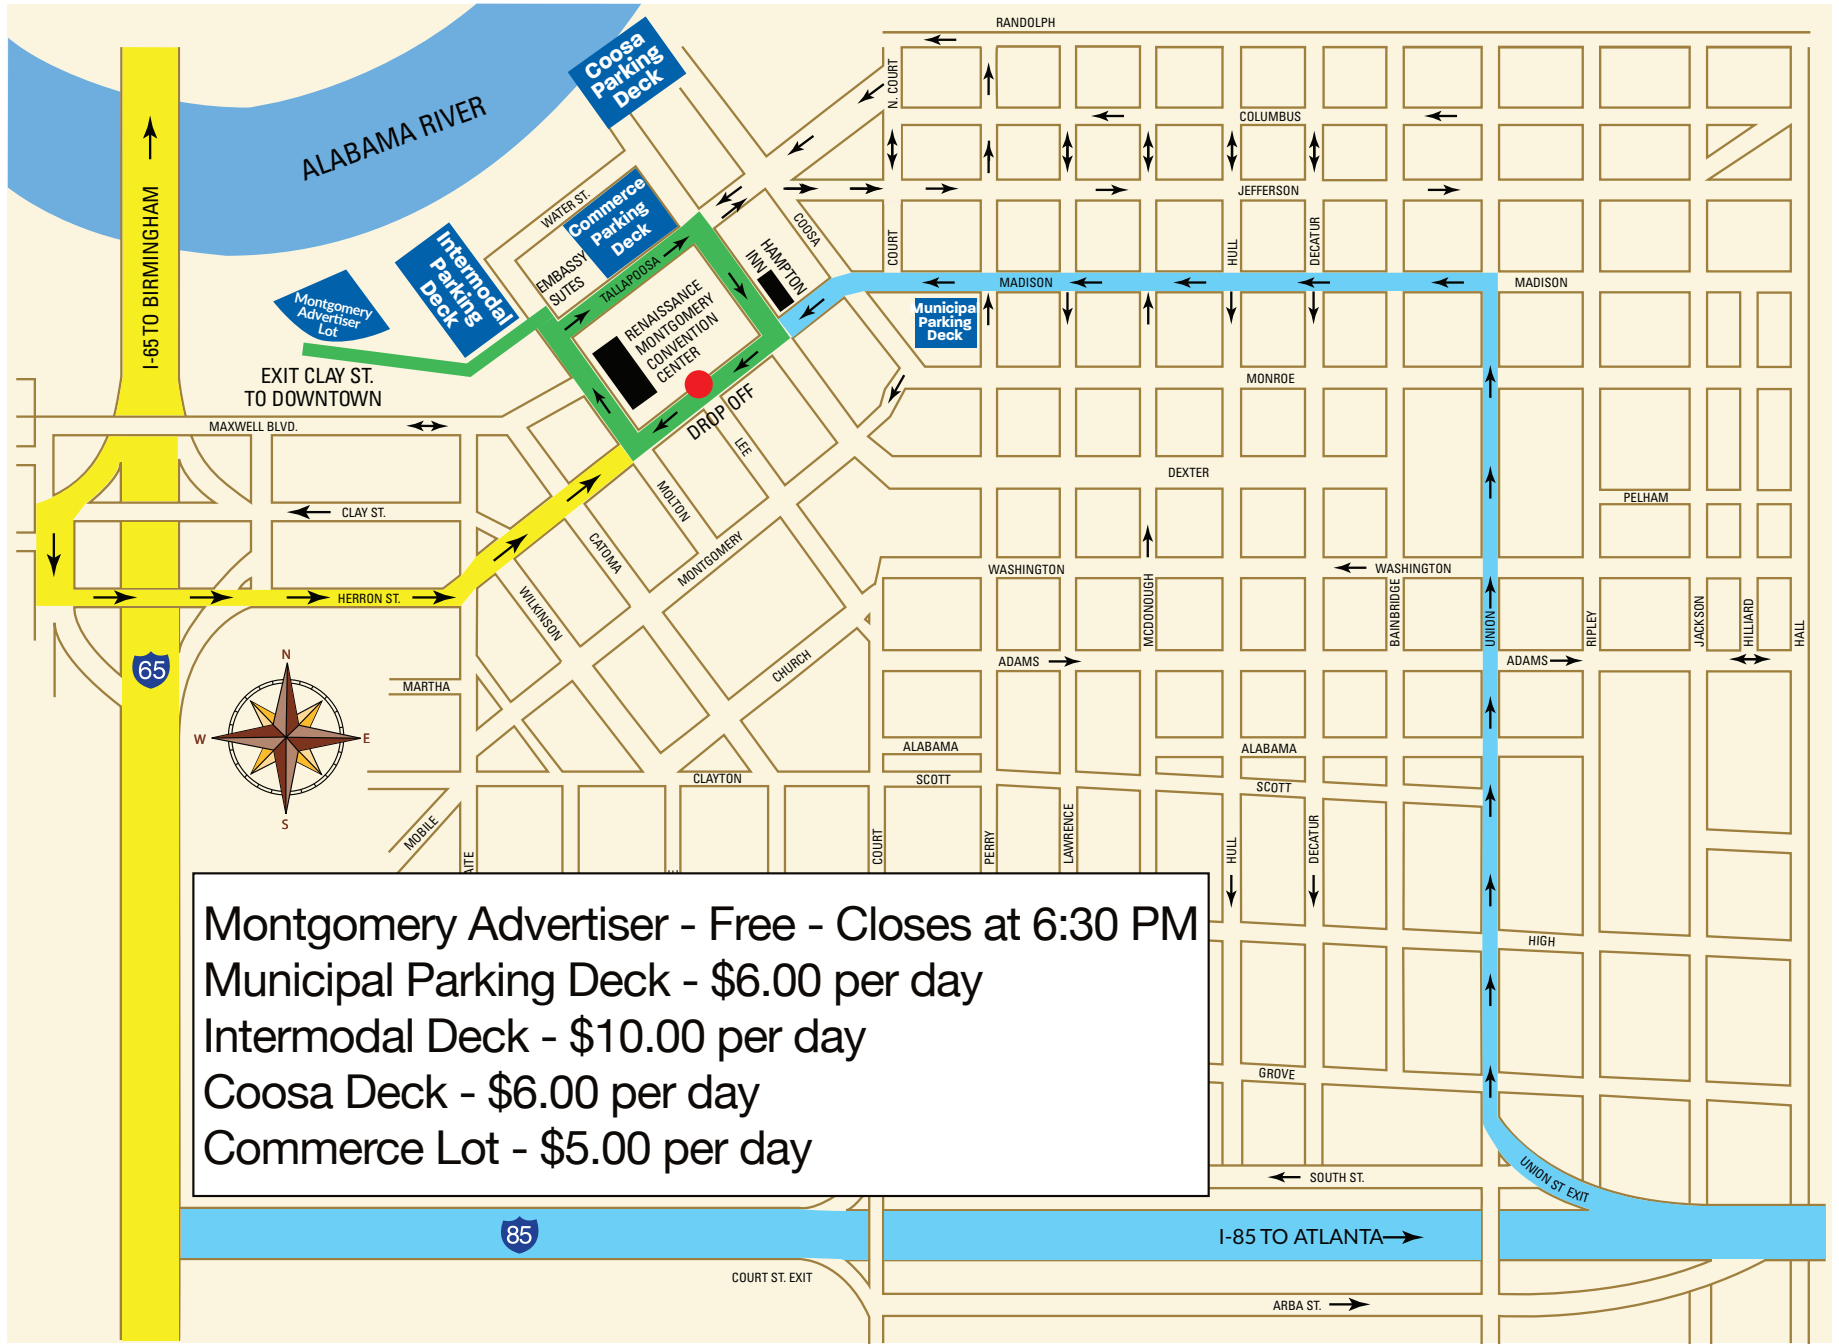 RANDOLPH
Coosa
Parking
Deck
N. COURT
ALABAMA RIVER
COLUMBUS
I-65 TO BIRMINGHAM
WATER ST.
Commerce
Parking
Deck
JEFFERSON
COOSA
COURT
HULL
DECATUR
Intermodal
Parking
Deck
EMBASSY
SUTES
TALLAPOOSA
HAMPTON
INN
MADISON
MADISON
Montgomery
Advertiser
Lot
RENAISSANCE
MONTGOMERY
CONVENTION
CENTER
Municipal
Parking
Deck
EXIT CLAY ST.
TO DOWNTOWN
MONROE
DROP OFF
MAXWELL BLVD.
LEE
DEXTER
MOLTON
PELHAM
CLAY ST.
CATOMA
MONTGOMERY
WASHINGTON
WASHINGTON
HERRON ST.
WILKINSON
MCDONOUGH
BAINBRIDGE
UNION
RIPLEY
JACKSON
HILLIARD
HALL
65
N
W
E
S
MARTHA
CHURCH
ADAMS
ADAMS
ALABAMA
ALABAMA
CLAYTON
SCOTT
SCOTT
MOBILE
AITE
COURT
PERRY
LAWRENCE
HULL
DECATUR
Montgomery Advertiser - Free - Closes at 6:30 PM
Municipal Parking Deck - $6.00 per day
Intermodal Deck - $10.00 per day
Coosa Deck - $6.00 per day
Commerce Lot - $5.00 per day
HIGH
GROVE
SOUTH ST.
UNION ST EXIT
85
I-85 TO ATLANTA
COURT ST. EXIT
ARBA ST.